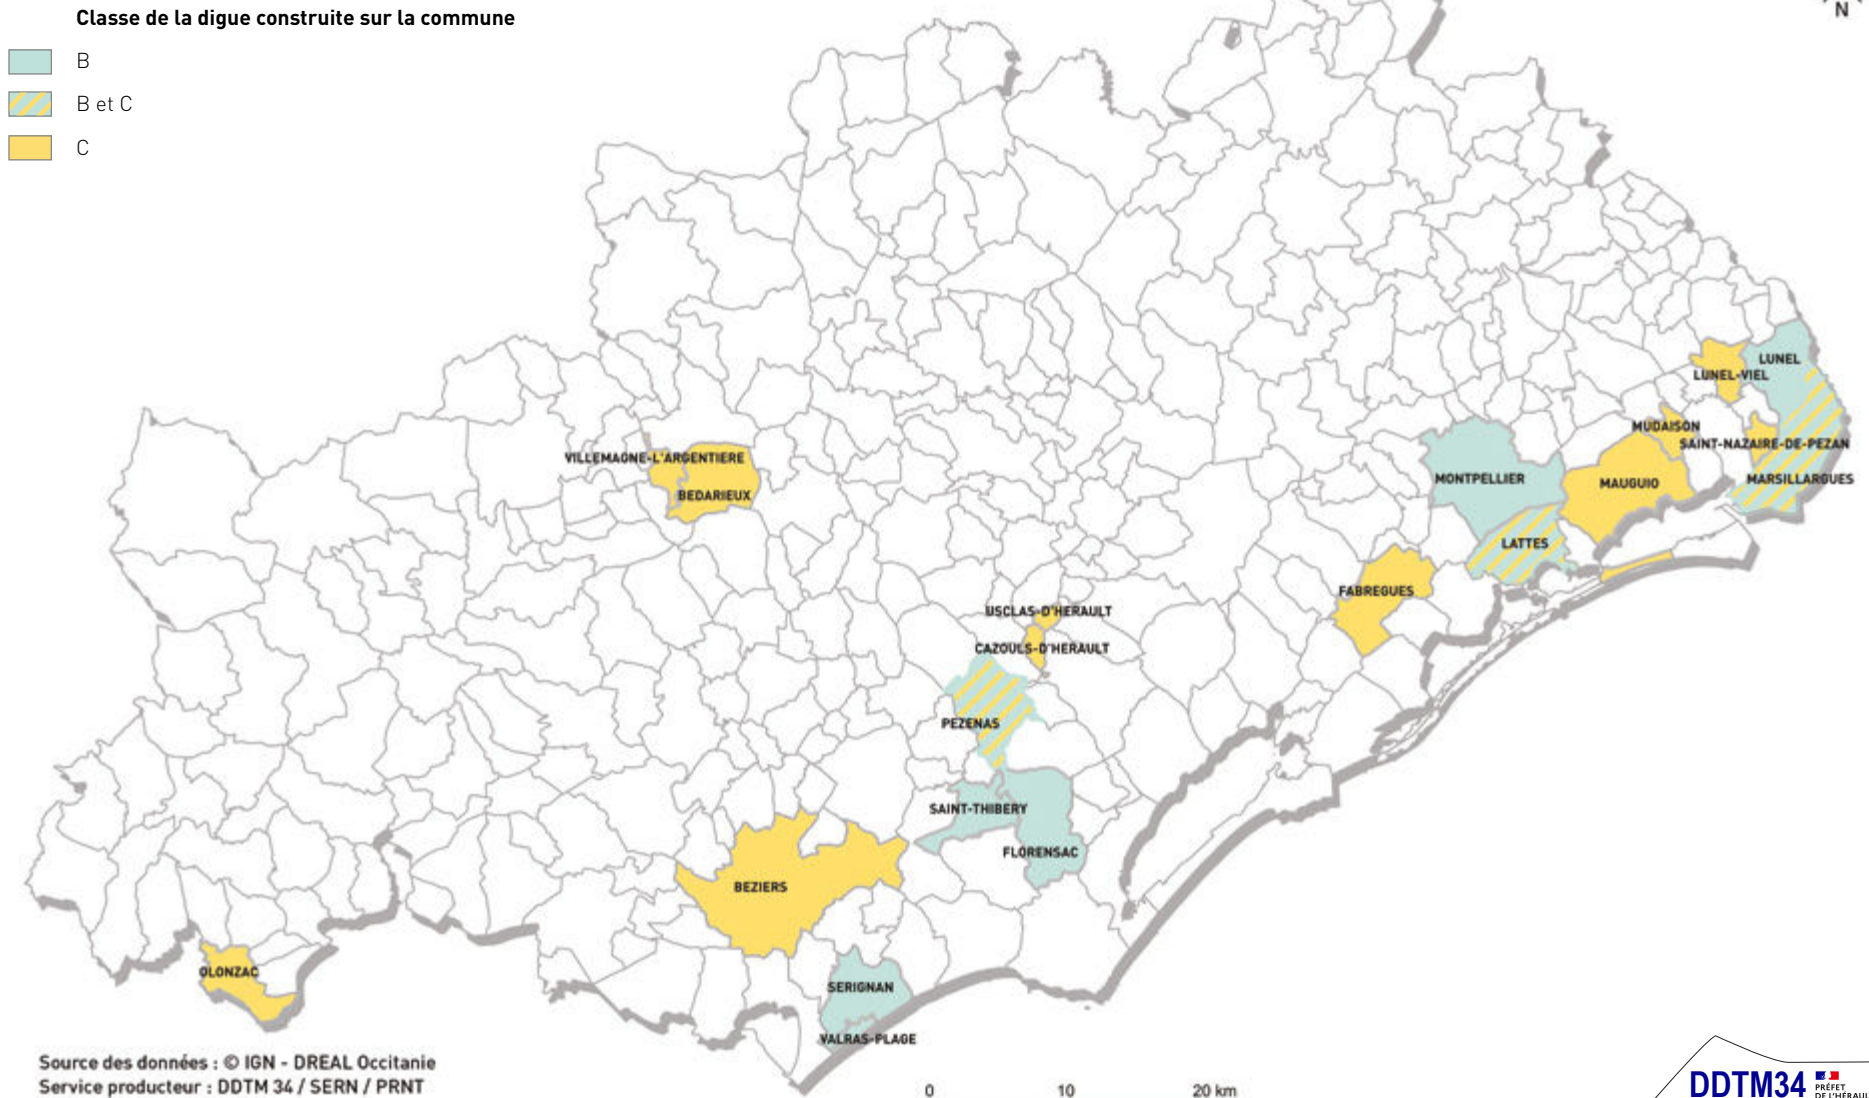 Classe de la digue construite sur la commune
N
B
B et C
C
LUNEL
LUNEL-VIEL
MUDAISON
SAINT-NAZAIRE-DE-PEZAN
VILLEMAGNE-L'ARGENTIERE
MONTPELLIER
MARSILLARGUES
MAUGUIO
BEDARIEUX
LATTES
FABREGUES
USCLAS-D'HERAULT
CAZOULS-D'HERAULT
PEZENAS
SAINT-THIBERY
FLORENSAC
BEZIERS
OLONZAC
SERIGNAN
VALRAS-PLAGE
Source des données : © IGN - DREAL Occitanie
Service producteur : DDTM 34 / SERN / PRNT
0 10 20 km
DDTM34
PRÉFET
DE L'HÉRAUL